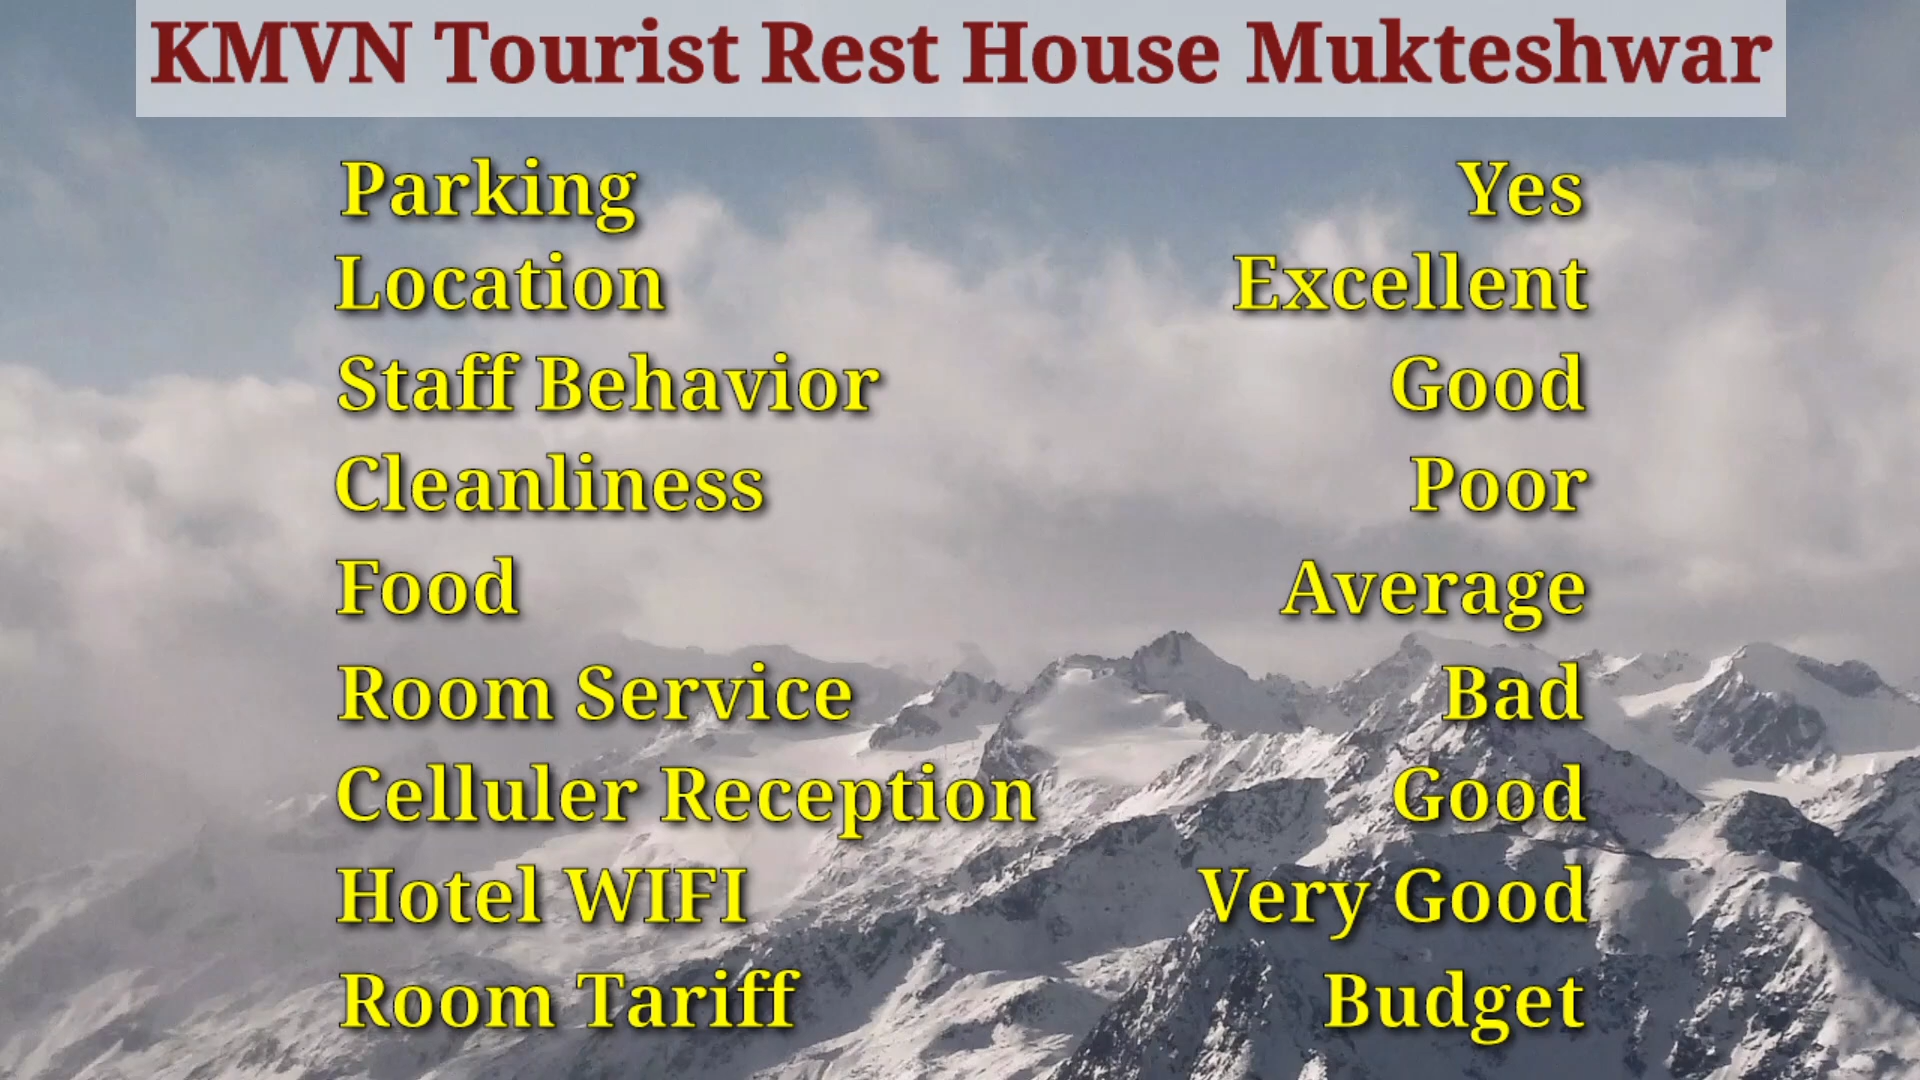 KMVN Tourist Rest House Mukteshwar
Parking Yes
Location Excellent
Staff Behavior Good
Cleanliness Poor
Food Average
Room Service Bad
Celluler Reception Good
Hotel WIFI Very Good
Room Tariff Budget